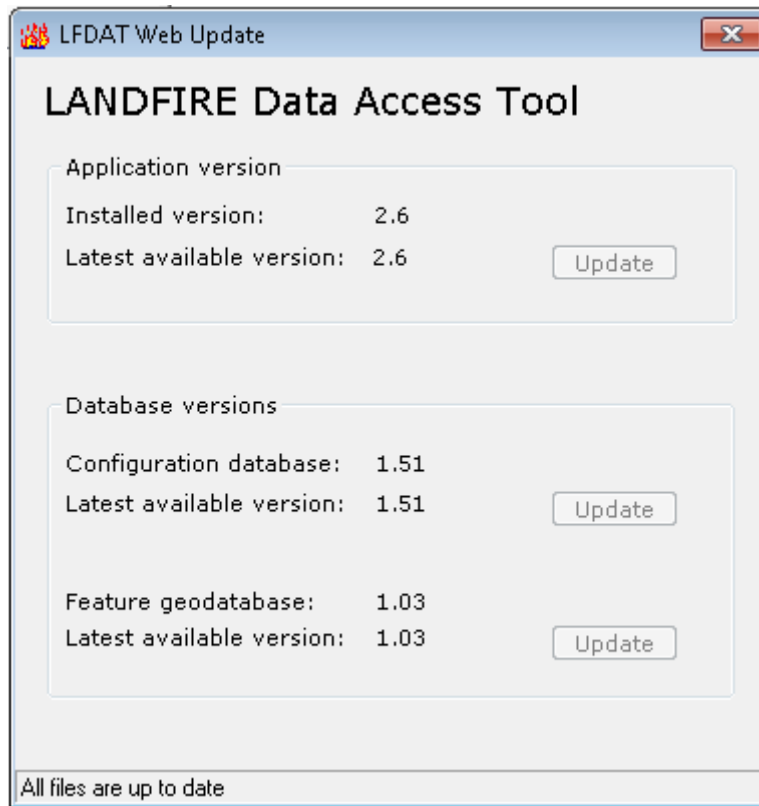 LFDAT Web Update
LANDFIRE Data Access Tool
Application version
Installed version: 2.6
Latest available version: 2.6 Update
Database versions
Configuration database: 1.51
Latest available version: 1.51 Update
Feature geodatabase: 1.03
Latest available version: 1.03 Update
All files are up to date